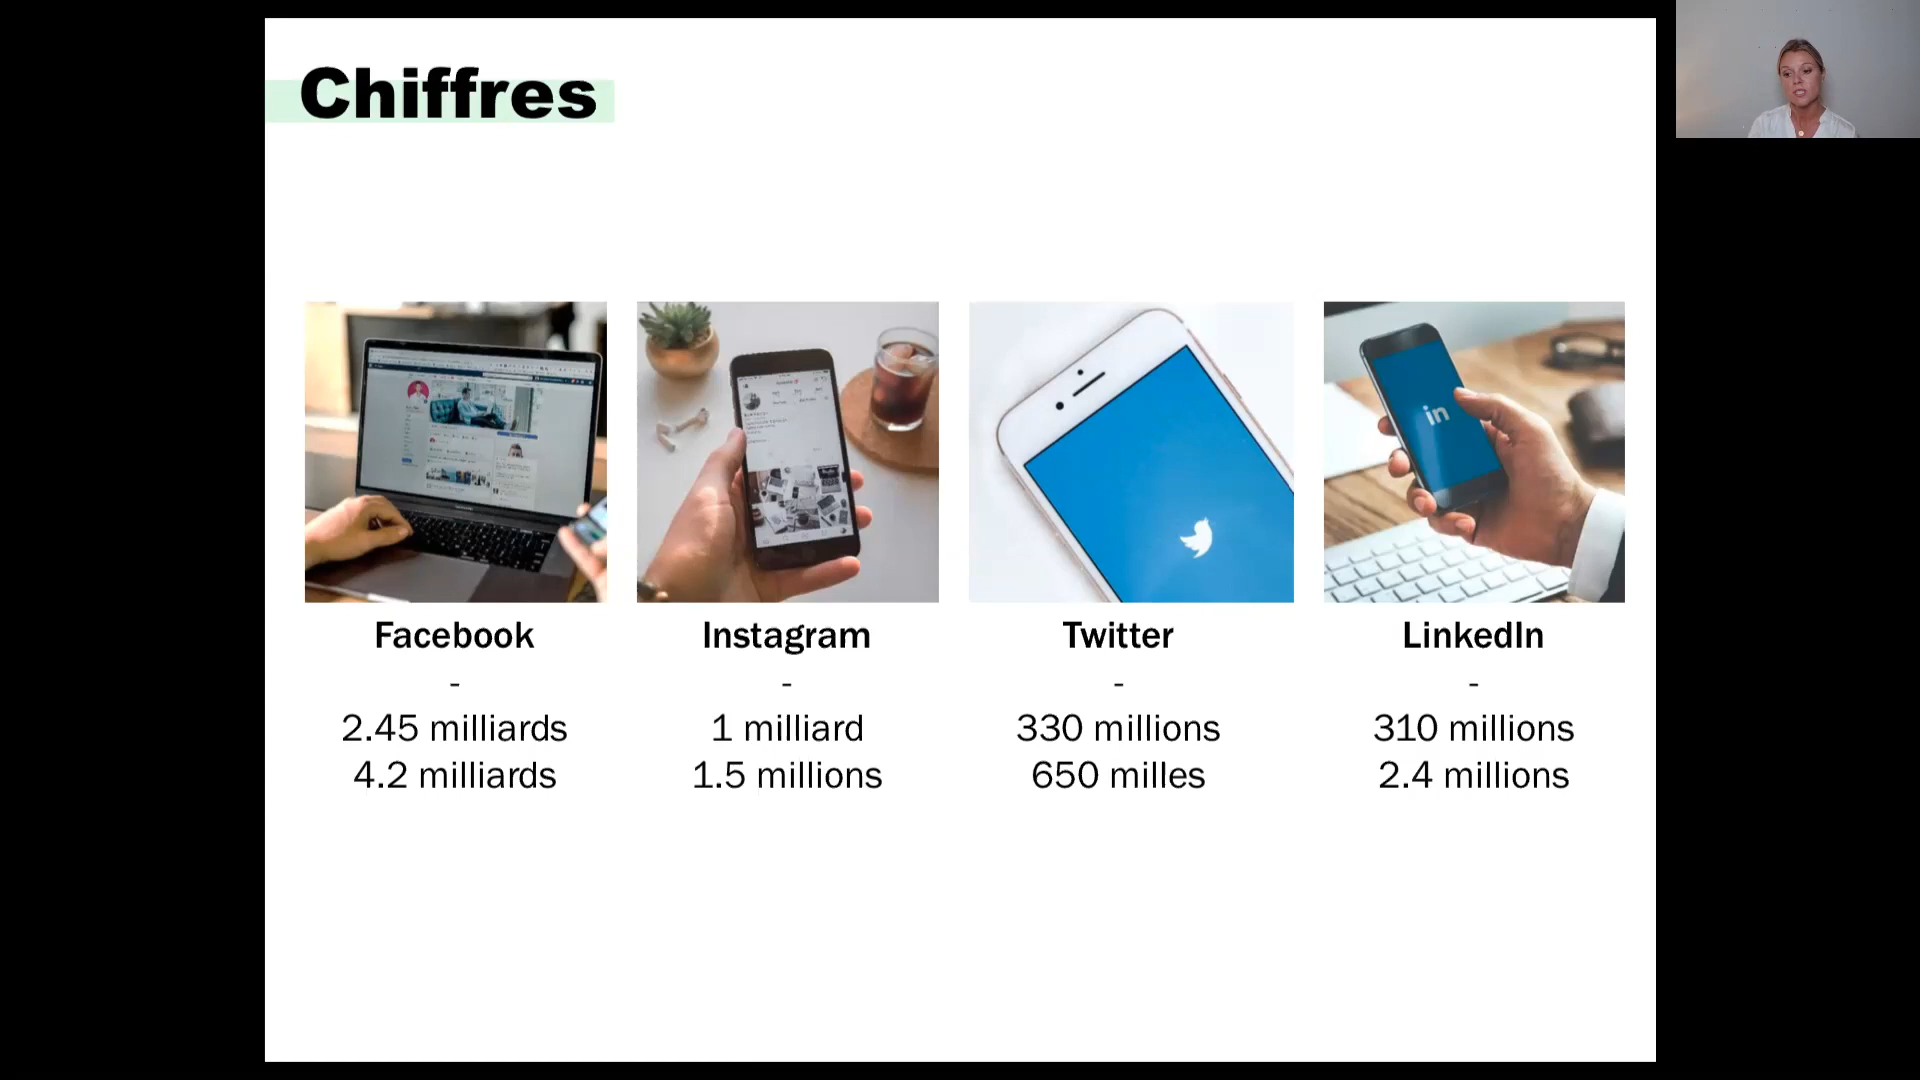 Chiffres
in
Facebook
-
2.45 milliards
4.2 milliards
Instagram
-
1 milliard
1.5 millions
Twitter
-
330 millions
650 milles
LinkedIn
-
310 millions
2.4 millions